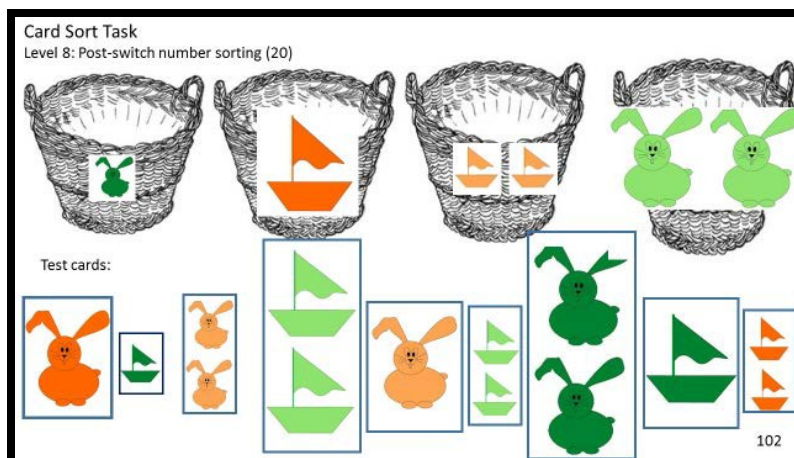 Card Sort Task
Level 8: Post-switch number sorting (20)
Test cards:
102